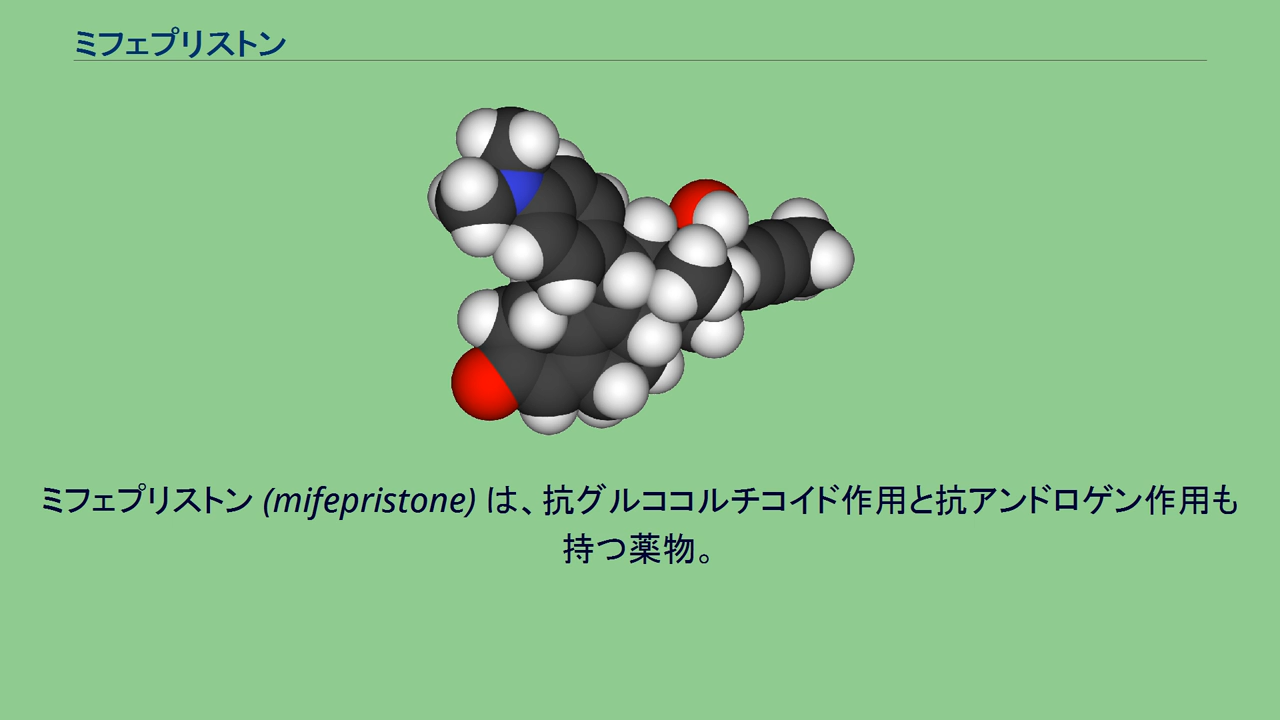 ミフェプリストン
ミフェプリストン (mifepristone) は、抗グルココルチコイド作用と抗アンドロゲン作用も
持つ薬物。